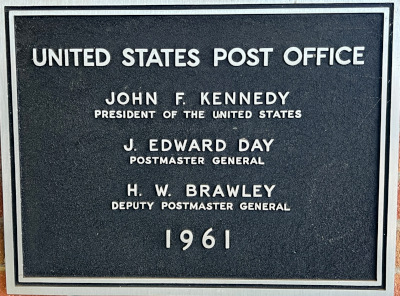 UNITED STATES POST OFFICE
JOHN F. KENNEDY
PRESIDENT OF THE UNITED STATES
J. EDWARD DAY
POSTMASTER GENERAL
H. W. BRAWLEY
DEPUTY POSTMASTER GENERAL
1961